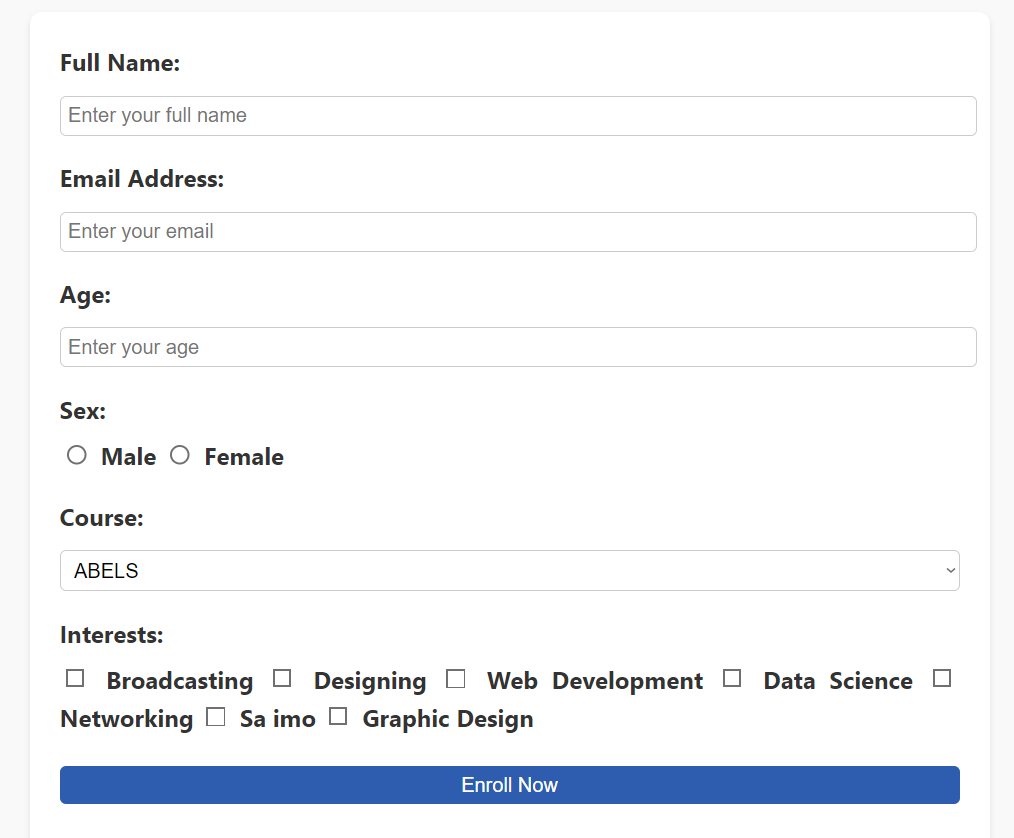 Full Name:
Enter your full name
Email Address:
Enter your email
Age:
Enter your age
Sex:
Male Female
Course:
ABELS
Interests:
Broadcasting Designing Web Development Data Science
Networking Sa imo Graphic Design
Enroll Now